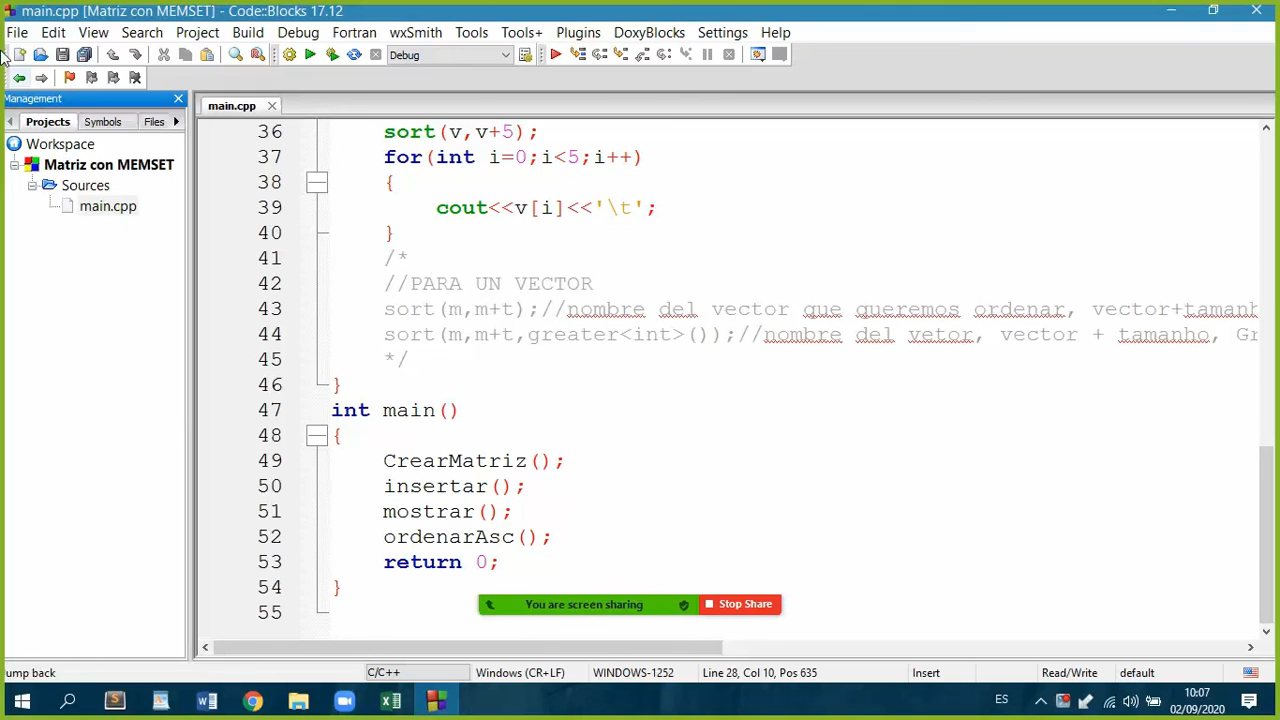 main.cpp [Matriz con MEMSET] - Code::Blocks 17.12
File Edit View Search Project Build Debug Fortran wxSmith Tools Tools+ Plugins DoxyBlocks Settings Help
Debug
Management
main.cpp
Projects Symbols Files
Workspace
Matriz con MEMSET
Sources
main.cpp
36 sort(v,v+5);
37 for(int i=0;i<5;i++)
38 {
39 cout<<v[i]<<'\t';
40 }
41 /*
42 //PARA UN VECTOR
43 sort(m,m+t);//nombre del vector que queremos ordenar, vector+tamanh
44 sort(m,m+t,greater<int>());//nombre del vetor, vector + tamanho, Gr
45 */
46 }
47 int main()
48 {
49 CrearMatriz();
50 insertar();
51 mostrar();
52 ordenarAsc();
53 return 0;
54 }
55
You are screen sharing Stop Share
ump back C/C++ Windows (CR+LF) WINDOWS-1252 Line 28, Col 10, Pos 635 Insert Read/Write default
ES 10:07
02/09/2020